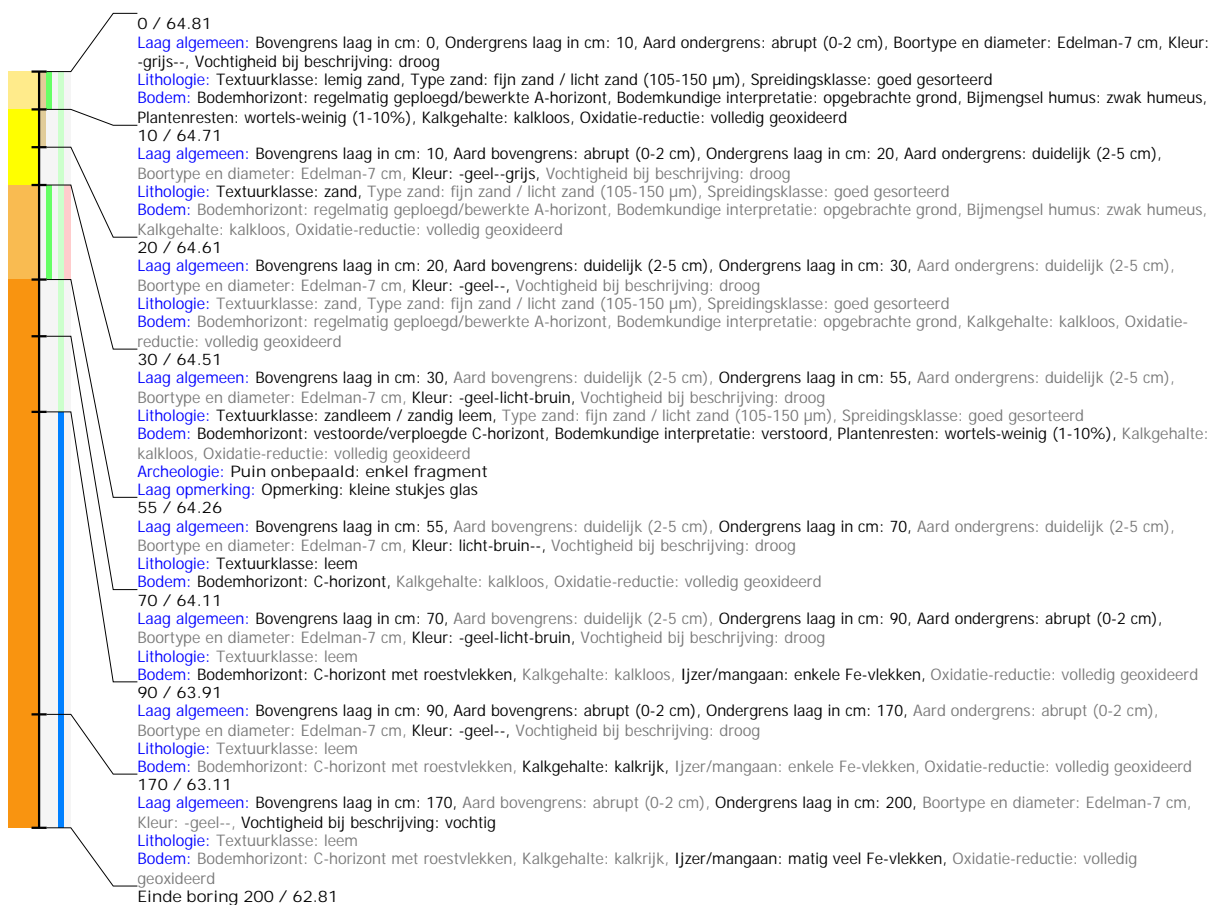 0 / 64.81
Laag algemeen: Bovengrens laag in cm: 0, Ondergrens laag in cm: 10, Aard ondergrens: abrupt (0-2 cm), Boortype en diameter: Edelman-7 cm, Kleur:
-grijs--, Vochtigheid bij beschrijving: droog
Lithologie: Textuurklasse: lemig zand, Type zand: fijn zand / licht zand (105-150 µm), Spreidingsklasse: goed gesorteerd
Bodem: Bodemhorizont: regelmatig geploegd/bewerkte A-horizont, Bodemkundige interpretatie: opgebrachte grond, Bijmengsel humus: zwak humeus,
Plantenresten: wortels-weinig (1-10%), Kalkgehalte: kalkloos, Oxidatie-reductie: volledig geoxideerd
10 / 64.71
Laag algemeen: Bovengrens laag in cm: 10, Aard bovengrens: abrupt (0-2 cm), Ondergrens laag in cm: 20, Aard ondergrens: duidelijk (2-5 cm),
Boortype en diameter: Edelman-7 cm, Kleur: -geel--grijs, Vochtigheid bij beschrijving: droog
Lithologie: Textuurklasse: zand, Type zand: fijn zand / licht zand (105-150 µm), Spreidingsklasse: goed gesorteerd
Bodem: Bodemhorizont: regelmatig geploegd/bewerkte A-horizont, Bodemkundige interpretatie: opgebrachte grond, Bijmengsel humus: zwak humeus,
Kalkgehalte: kalkloos, Oxidatie-reductie: volledig geoxideerd
20 / 64.61
Laag algemeen: Bovengrens laag in cm: 20, Aard bovengrens: duidelijk (2-5 cm), Ondergrens laag in cm: 30, Aard ondergrens: duidelijk (2-5 cm),
Boortype en diameter: Edelman-7 cm, Kleur: -geel--, Vochtigheid bij beschrijving: droog
Lithologie: Textuurklasse: zand, Type zand: fijn zand / licht zand (105-150 µm), Spreidingsklasse: goed gesorteerd
Bodem: Bodemhorizont: regelmatig geploegd/bewerkte A-horizont, Bodemkundige interpretatie: opgebrachte grond, Kalkgehalte: kalkloos, Oxidatie-
reductie: volledig geoxideerd
30 / 64.51
Laag algemeen: Bovengrens laag in cm: 30, Aard bovengrens: duidelijk (2-5 cm), Ondergrens laag in cm: 55, Aard ondergrens: duidelijk (2-5 cm),
Boortype en diameter: Edelman-7 cm, Kleur: -geel-licht-bruin, Vochtigheid bij beschrijving: droog
Lithologie: Textuurklasse: zandleem / zandig leem, Type zand: fijn zand / licht zand (105-150 µm), Spreidingsklasse: goed gesorteerd
Bodem: Bodemhorizont: vestoorde/verploegde C-horizont, Bodemkundige interpretatie: verstoord, Plantenresten: wortels-weinig (1-10%), Kalkgehalte:
kalkloos, Oxidatie-reductie: volledig geoxideerd
Archeologie: Puin onbepaald: enkel fragment
Laag opmerking: Opmerking: kleine stukjes glas
55 / 64.26
Laag algemeen: Bovengrens laag in cm: 55, Aard bovengrens: duidelijk (2-5 cm), Ondergrens laag in cm: 70, Aard ondergrens: duidelijk (2-5 cm),
Boortype en diameter: Edelman-7 cm, Kleur: licht-bruin--, Vochtigheid bij beschrijving: droog
Lithologie: Textuurklasse: leem
Bodem: Bodemhorizont: C-horizont, Kalkgehalte: kalkloos, Oxidatie-reductie: volledig geoxideerd
70 / 64.11
Laag algemeen: Bovengrens laag in cm: 70, Aard bovengrens: duidelijk (2-5 cm), Ondergrens laag in cm: 90, Aard ondergrens: abrupt (0-2 cm),
Boortype en diameter: Edelman-7 cm, Kleur: -geel-licht-bruin, Vochtigheid bij beschrijving: droog
Lithologie: Textuurklasse: leem
Bodem: Bodemhorizont: C-horizont met roestvlekken, Kalkgehalte: kalkloos, Ijzer/mangaan: enkele Fe-vlekken, Oxidatie-reductie: volledig geoxideerd
90 / 63.91
Laag algemeen: Bovengrens laag in cm: 90, Aard bovengrens: abrupt (0-2 cm), Ondergrens laag in cm: 170, Aard ondergrens: abrupt (0-2 cm),
Boortype en diameter: Edelman-7 cm, Kleur: -geel--, Vochtigheid bij beschrijving: droog
Lithologie: Textuurklasse: leem
Bodem: Bodemhorizont: C-horizont met roestvlekken, Kalkgehalte: kalkrijk, Ijzer/mangaan: enkele Fe-vlekken, Oxidatie-reductie: volledig geoxideerd
170 / 63.11
Laag algemeen: Bovengrens laag in cm: 170, Aard bovengrens: abrupt (0-2 cm), Ondergrens laag in cm: 200, Boortype en diameter: Edelman-7 cm,
Kleur: -geel--, Vochtigheid bij beschrijving: vochtig
Lithologie: Textuurklasse: leem
Bodem: Bodemhorizont: C-horizont met roestvlekken, Kalkgehalte: kalkrijk, Ijzer/mangaan: matig veel Fe-vlekken, Oxidatie-reductie: volledig
geoxideerd
Einde boring 200 / 62.81